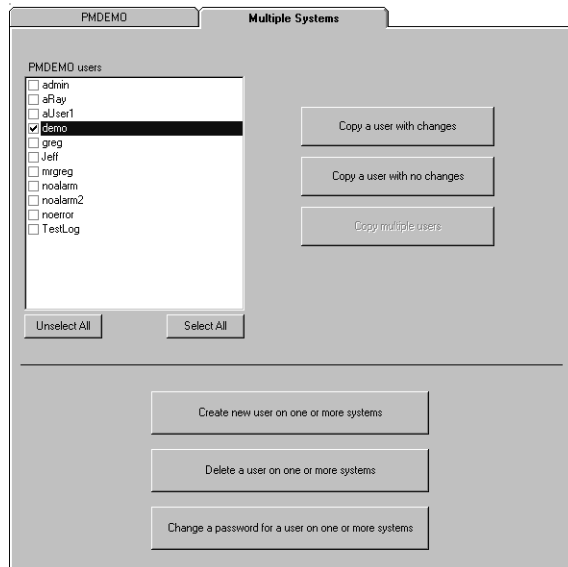 PMDEMO Multiple Systems
PMDEMO users
admin
aRay
aUser1
demo
greg
Jeff
mrgreg
noalarm
noalarm2
noerror
TestLog
Unselect All Select All
Copy a user with changes
Copy a user with no changes
Copy multiple users
Create new user on one or more systems
Delete a user on one or more systems
Change a password for a user on one or more systems